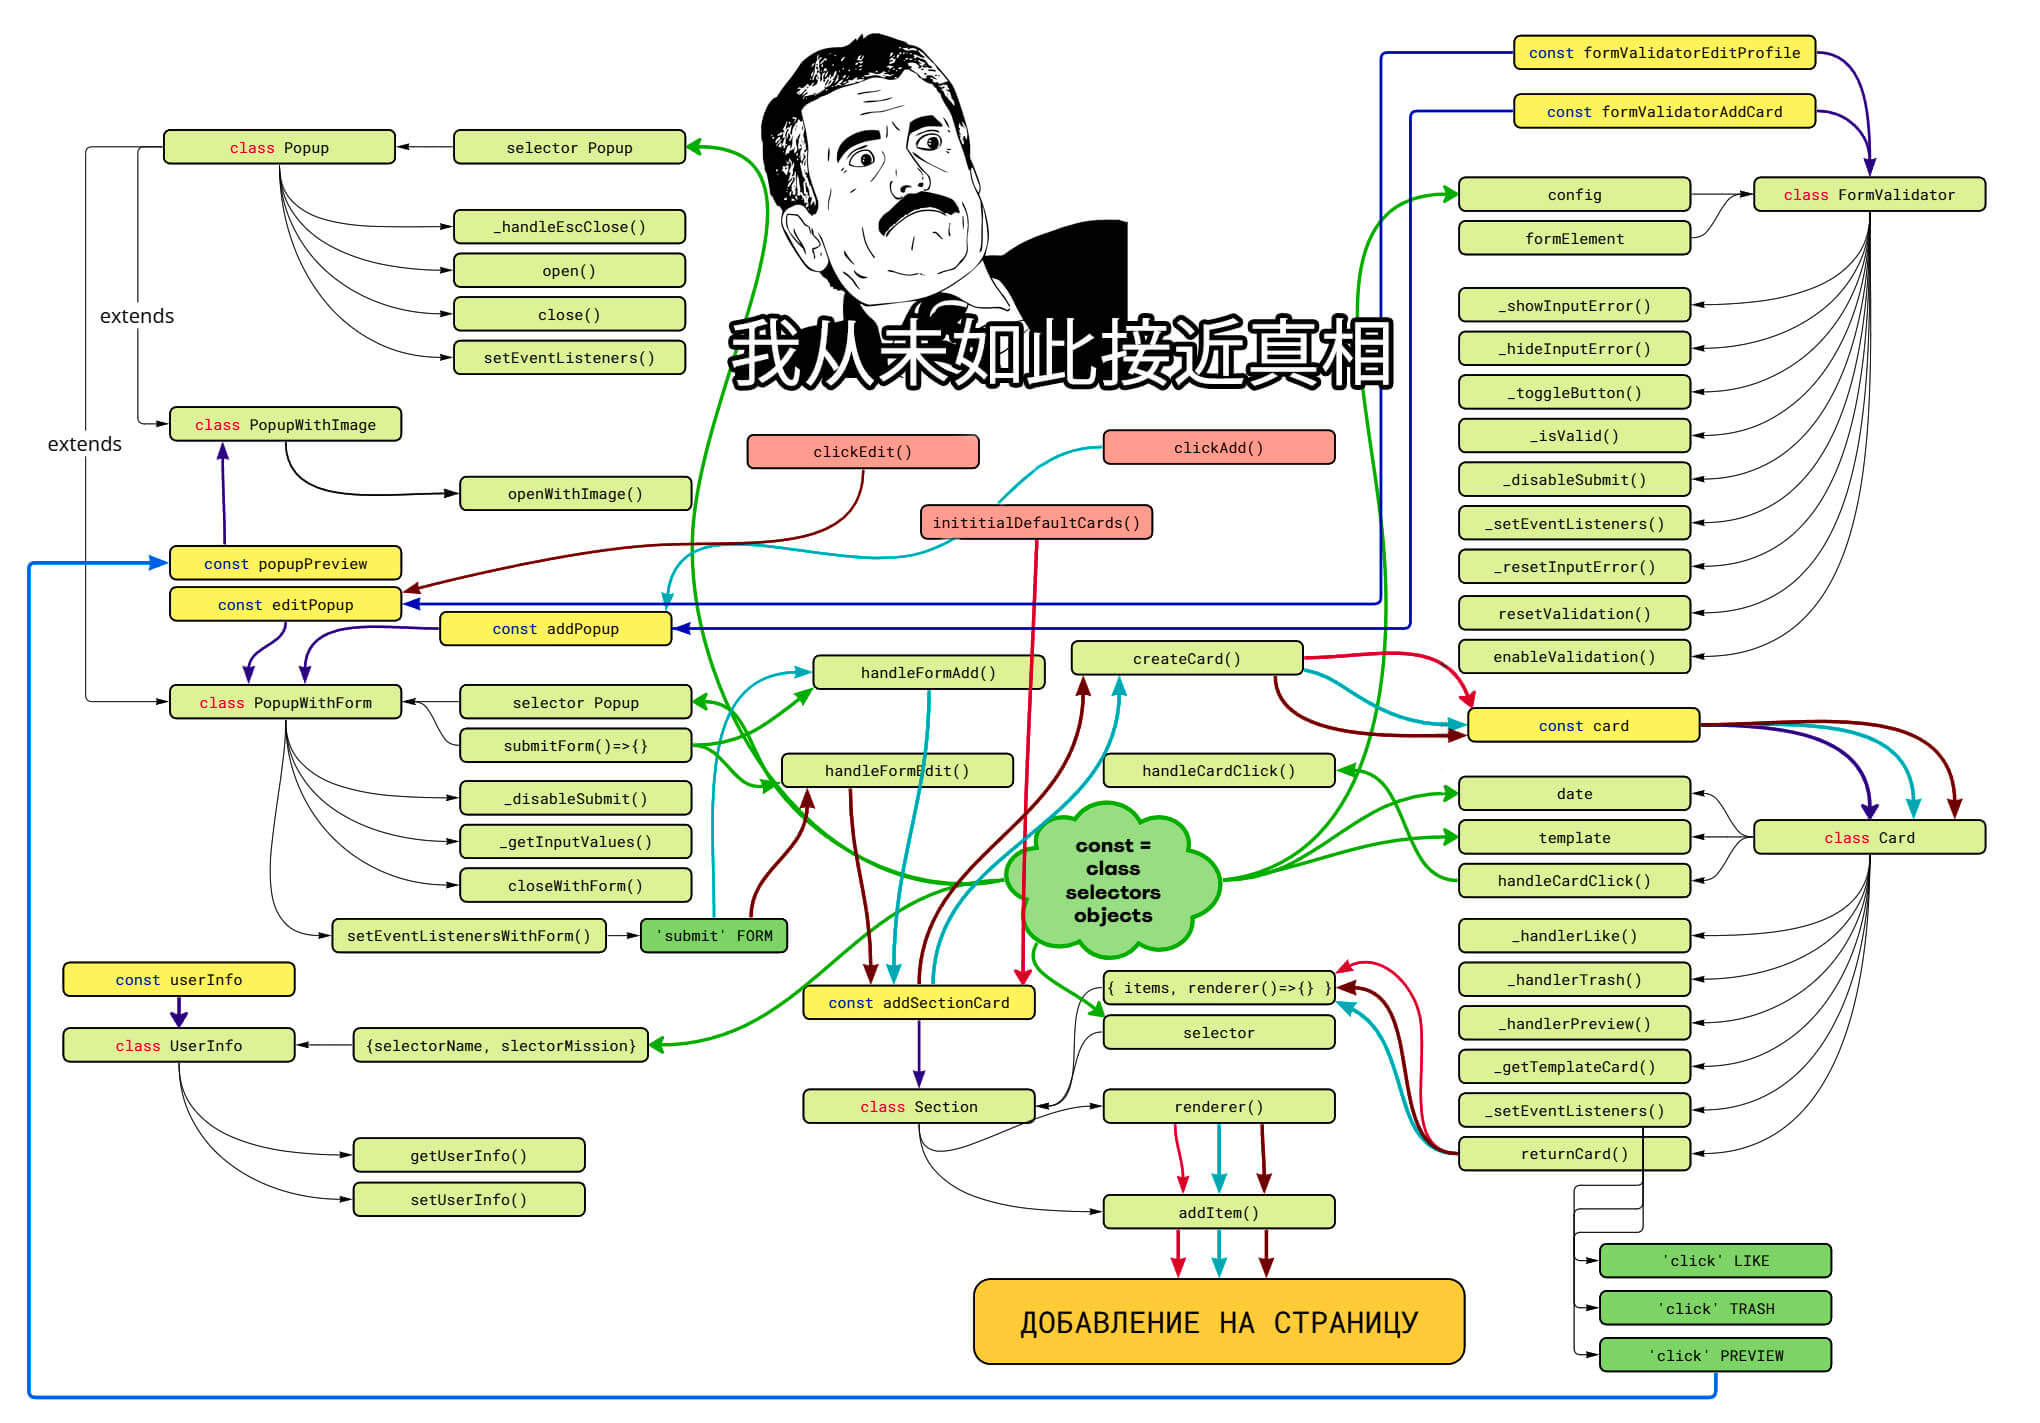 const formValidatorEditProfile
const formValidatorAddCard
class Popup
selector Popup
_handleEscClose()
open()
close()
setEventListeners()
extends
extends
class PopupWithImage
openWithImage()
const popupPreview
const editPopup
const addPopup
class PopupWithForm
selector Popup
submitForm()=>{}
_disableSubmit()
_getInputValues()
closeWithForm()
setEventListenersWithForm()
'submit' FORM
const userInfo
class UserInfo
{selectorName, slectorMission}
getUserInfo()
setUserInfo()
我从未如此接近真相
clickEdit()
clickAdd()
inititialDefaultCards()
handleFormAdd()
createCard()
handleFormEdit()
handleCardClick()
const =
class
selectors
objects
const addSectionCard
{ items, renderer()=>{} }
selector
class Section
renderer()
addItem()
ДОБАВЛЕНИЕ НА СТРАНИЦУ
config
class FormValidator
formElement
_showInputError()
_hideInputError()
_toggleButton()
_isValid()
_disableSubmit()
_setEventListeners()
_resetInputError()
resetValidation()
enableValidation()
const card
date
template
class Card
handleCardClick()
_handlerLike()
_handlerTrash()
_handlerPreview()
_getTemplateCard()
_setEventListeners()
returnCard()
'click' LIKE
'click' TRASH
'click' PREVIEW